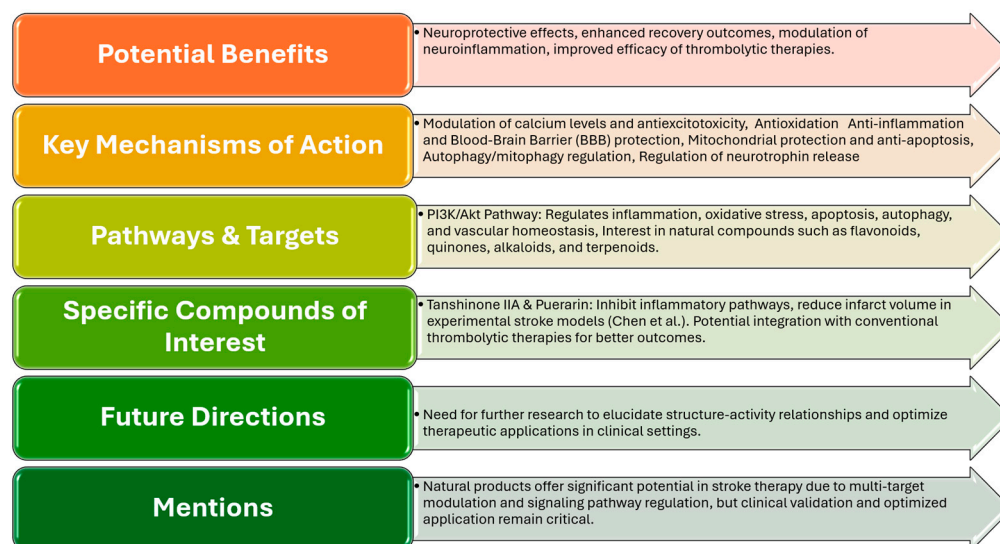 Potential Benefits
• Neuroprotective effects, enhanced recovery outcomes, modulation of
neuroinflammation, improved efficacy of thrombolytic therapies.
Key Mechanisms of Action
• Modulation of calcium levels and antiexcitotoxicity, Antioxidation Anti-inflammation
and Blood-Brain Barrier (BBB) protection, Mitochondrial protection and anti-apoptosis,
Autophagy/mitophagy regulation, Regulation of neurotrophin release
Pathways & Targets
• PI3K/Akt Pathway: Regulates inflammation, oxidative stress, apoptosis, autophagy,
and vascular homeostasis, Interest in natural compounds such as flavonoids,
quinones, alkaloids, and terpenoids.
Specific Compounds of
Interest
• Tanshinone IIA & Puerarin: Inhibit inflammatory pathways, reduce infarct volume in
experimental stroke models (Chen et al.). Potential integration with conventional
thrombolytic therapies for better outcomes.
Future Directions
• Need for further research to elucidate structure-activity relationships and optimize
therapeutic applications in clinical settings.
Mentions
• Natural products offer significant potential in stroke therapy due to multi-target
modulation and signaling pathway regulation, but clinical validation and optimized
application remain critical.